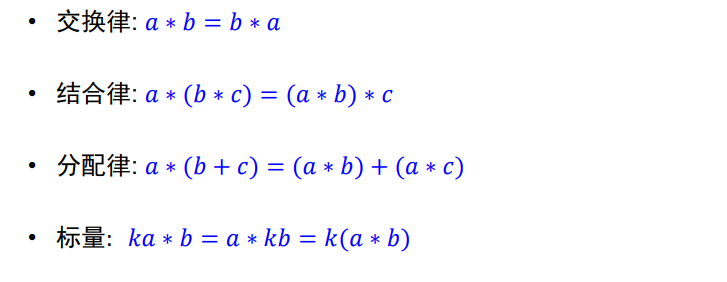 • 交换律: a ∗ b = b ∗ a
• 结合律: a ∗ (b ∗ c) = (a ∗ b) ∗ c
• 分配律: a ∗ (b + c) = (a ∗ b) + (a ∗ c)
• 标量: ka ∗ b = a ∗ kb = k(a ∗ b)